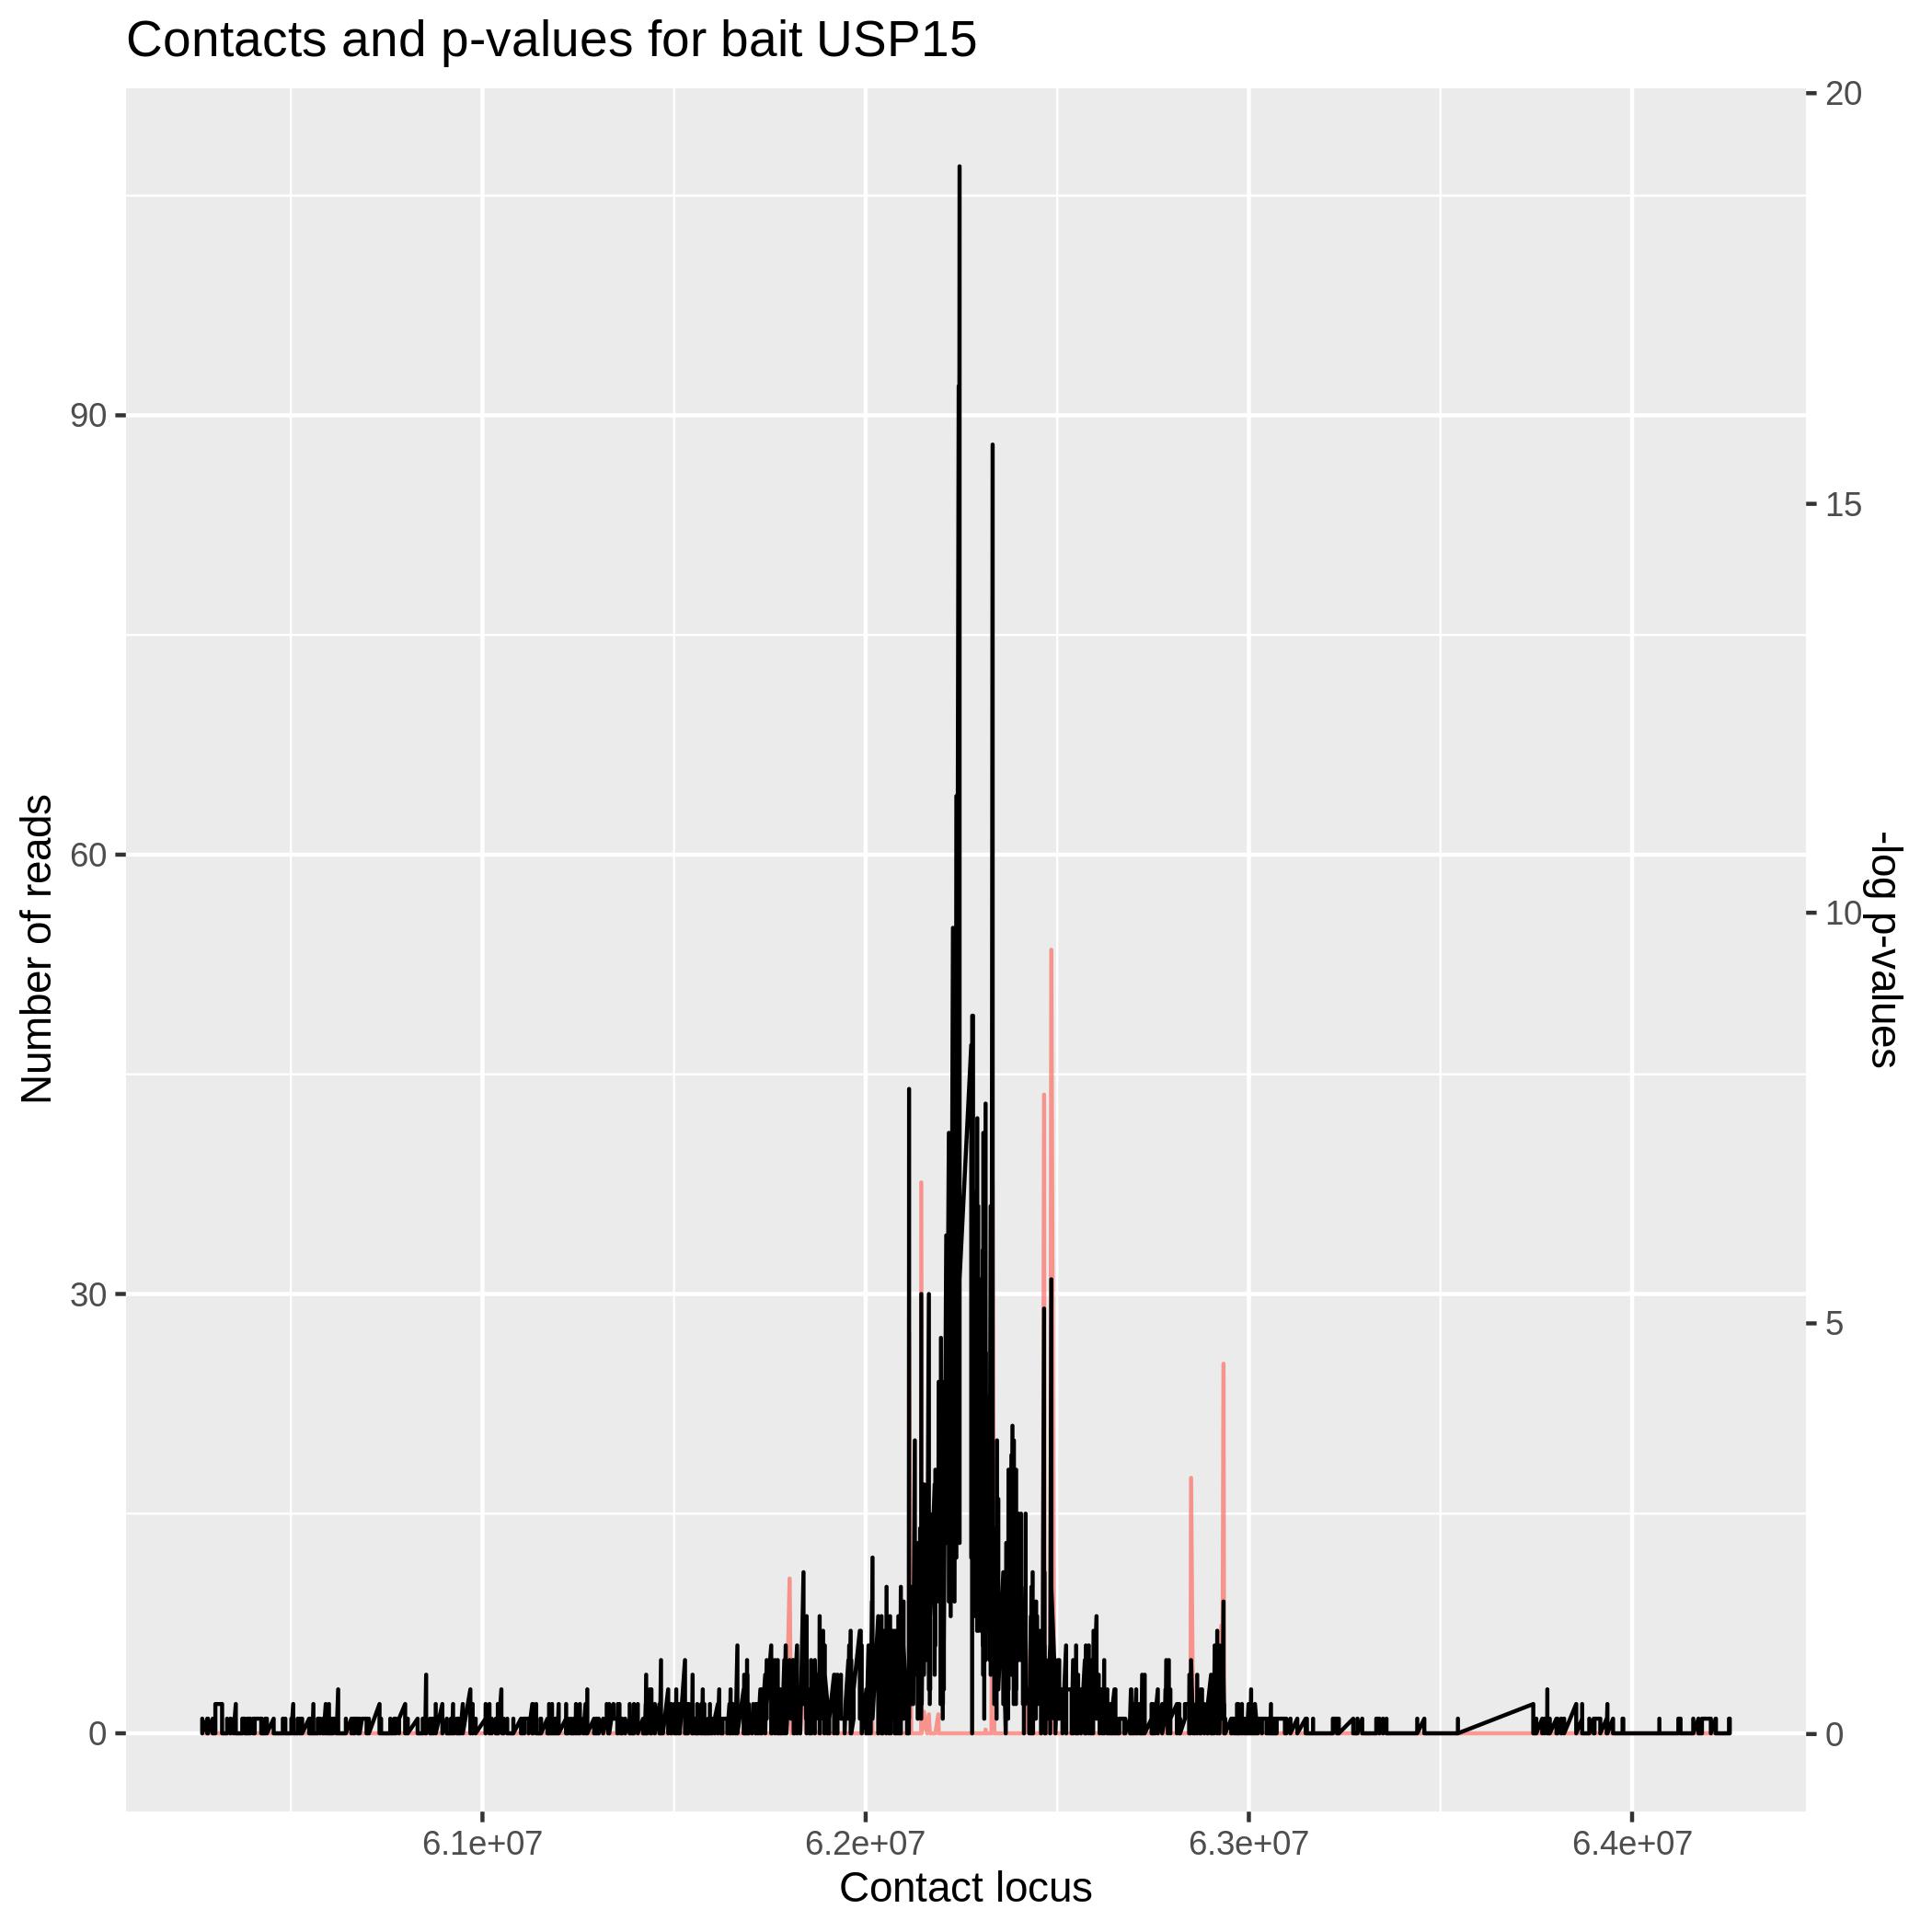 Contacts and p-values for bait USP15
Number of reads
90
60
30
0
20
15
10
5
0
-log p-values
6.1e+07
6.2e+07
6.3e+07
6.4e+07
Contact locus